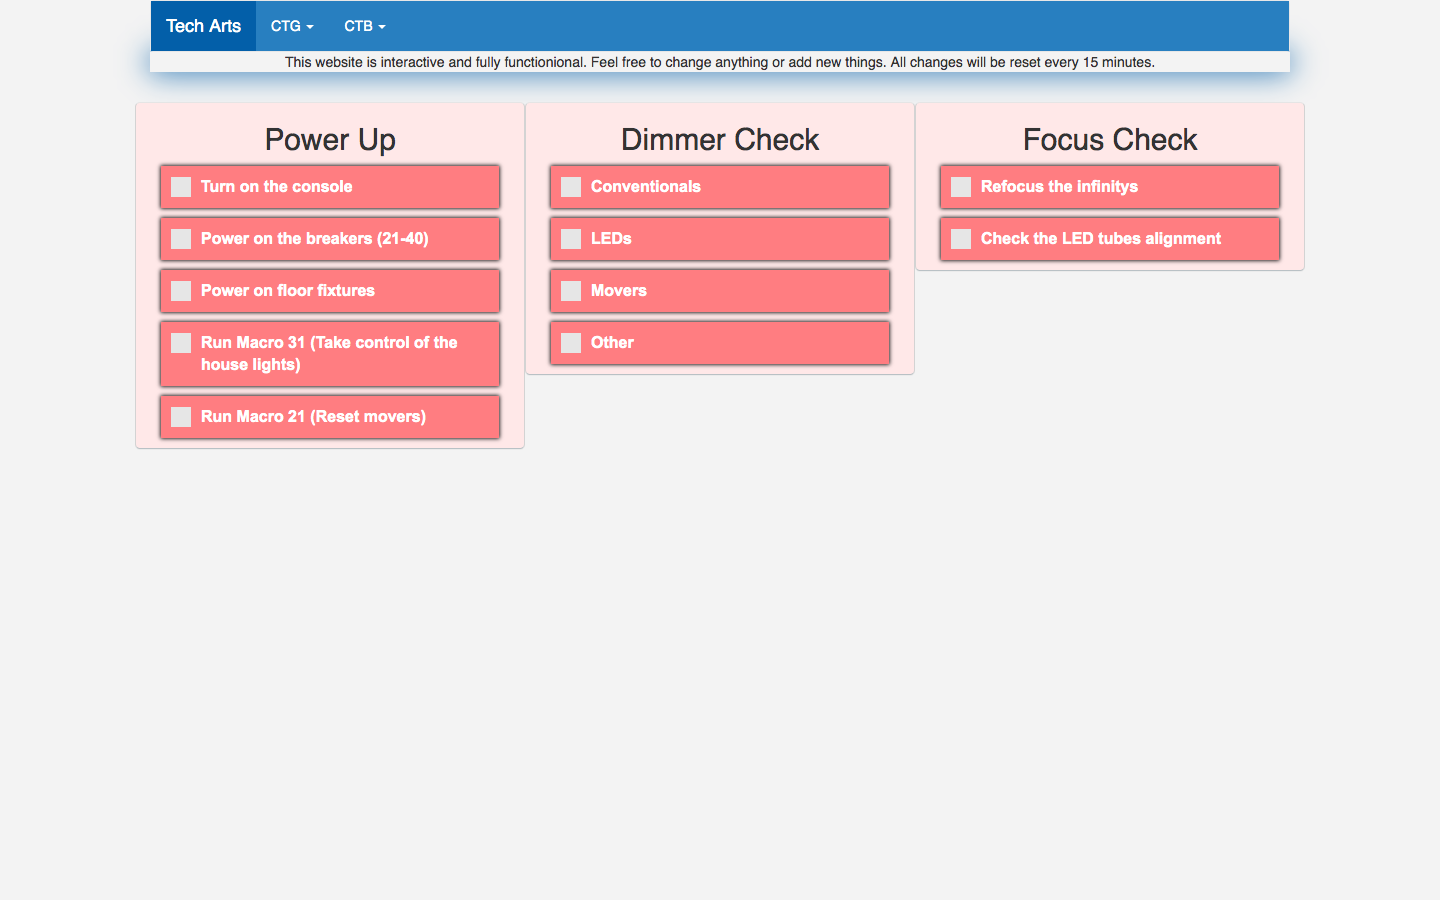 Tech Arts CTG CTB
This website is interactive and fully functionional. Feel free to change anything or add new things. All changes will be reset every 15 minutes.
Power Up
Turn on the console
Power on the breakers (21-40)
Power on floor fixtures
Run Macro 31 (Take control of the
house lights)
Run Macro 21 (Reset movers)
Dimmer Check
Conventionals
LEDs
Movers
Other
Focus Check
Refocus the infinitys
Check the LED tubes alignment